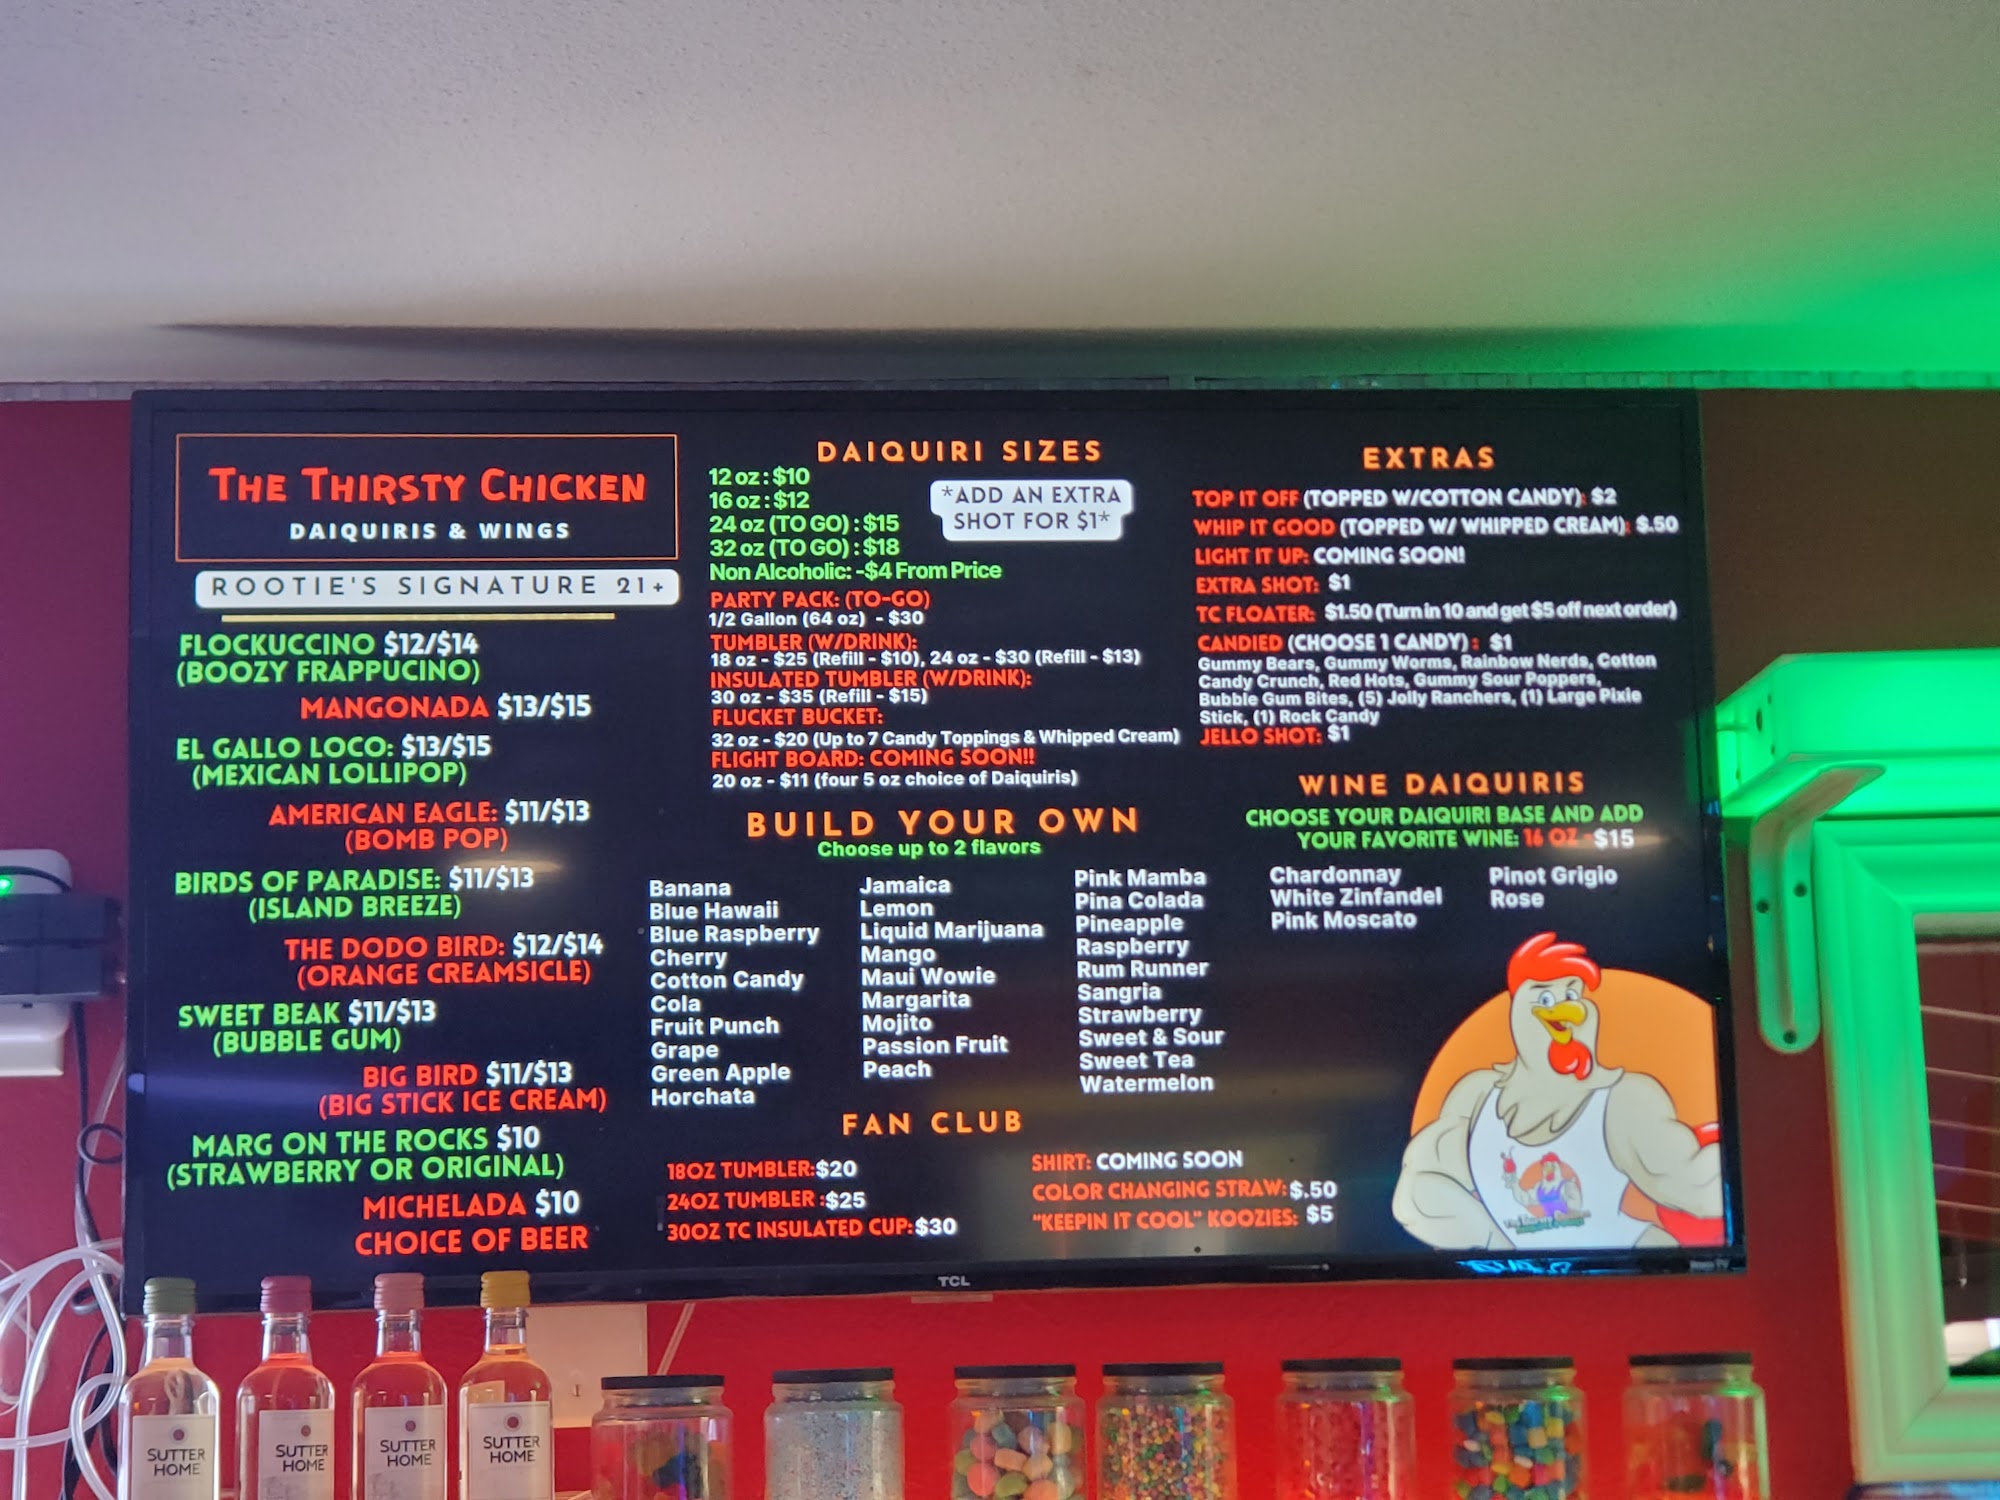 THE THIRSTY CHICKEN
DAIQUIRIS & WINGS
ROOTIE'S SIGNATURE 21+
FLOCKUCCINO $12/$14
(BOOZY FRAPPUCINO)
MANGONADA $13/$15
EL GALLO LOCO: $13/$15
(MEXICAN LOLLIPOP)
AMERICAN EAGLE: $11/$13
(BOMB POP)
BIRDS OF PARADISE: $11/$13
(ISLAND BREEZE)
THE DODO BIRD: $12/$14
(ORANGE CREAMSICLE)
SWEET BEAK $11/$13
(BUBBLE GUM)
BIG BIRD $11/$13
(BIG STICK ICE CREAM)
MARG ON THE ROCKS $10
(STRAWBERRY OR ORIGINAL)
MICHELADA $10
CHOICE OF BEER
DAIQUIRI SIZES
12 oz : $10
16 oz : $12
24 oz (TO GO) : $15
32 oz (TO GO) : $18
Non Alcoholic: -$4 From Price
*ADD AN EXTRA
SHOT FOR $1*
PARTY PACK: (TO-GO)
1/2 Gallon (64 oz) - $30
TUMBLER (W/DRINK):
18 oz - $25 (Refill - $10), 24 oz - $30 (Refill - $13)
INSULATED TUMBLER (W/DRINK):
30 oz - $35 (Refill - $15)
FLUCKET BUCKET:
32 oz - $20 (Up to 7 Candy Toppings & Whipped Cream)
FLIGHT BOARD: COMING SOON!!
20 oz - $11 (four 5 oz choice of Daiquiris)
BUILD YOUR OWN
Choose up to 2 flavors
Banana
Blue Hawaii
Blue Raspberry
Cherry
Cotton Candy
Cola
Fruit Punch
Grape
Green Apple
Horchata
Jamaica
Lemon
Liquid Marijuana
Mango
Maui Wowie
Margarita
Mojito
Passion Fruit
Peach
Pink Mamba
Pina Colada
Pineapple
Raspberry
Rum Runner
Sangria
Strawberry
Sweet & Sour
Sweet Tea
Watermelon
FAN CLUB
18OZ TUMBLER: $20
24OZ TUMBLER : $25
30OZ TC INSULATED CUP: $30
SHIRT: COMING SOON
COLOR CHANGING STRAW: $.50
"KEEPIN IT COOL" KOOZIES: $5
EXTRAS
TOP IT OFF (TOPPED W/COTTON CANDY): $2
WHIP IT GOOD (TOPPED W/ WHIPPED CREAM): $.50
LIGHT IT UP: COMING SOON!
EXTRA SHOT: $1
TC FLOATER: $1.50 (Turn in 10 and get $5 off next order)
CANDIED (CHOOSE 1 CANDY) : $1
Gummy Bears, Gummy Worms, Rainbow Nerds, Cotton
Candy Crunch, Red Hots, Gummy Sour Poppers,
Bubble Gum Bites, (5) Jolly Ranchers, (1) Large Pixie
Stick, (1) Rock Candy
JELLO SHOT: $1
WINE DAIQUIRIS
CHOOSE YOUR DAIQUIRI BASE AND ADD
YOUR FAVORITE WINE: 16 OZ - $15
Chardonnay
White Zinfandel
Pink Moscato
Pinot Grigio
Rose
TCL
SUTTER
HOME
SUTTER
HOME
SUTTER
HOME
SUTTER
HOME